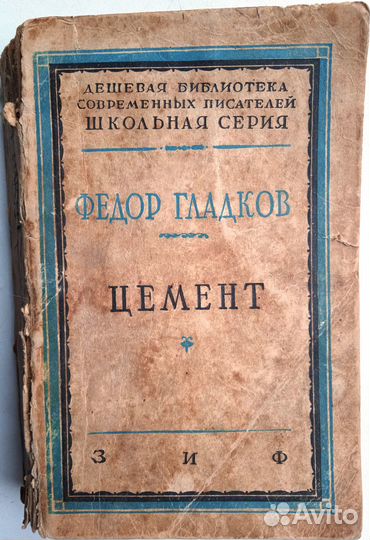 ДЕШЕВАЯ БИБЛИОТЕКА
СОВРЕМЕННЫХ ПИСАТЕЛЕЙ
ШКОЛЬНАЯ СЕРИЯ
ФЕДОР ГЛАДКОВ
ЦЕМЕНТ
З И Ф
Avito